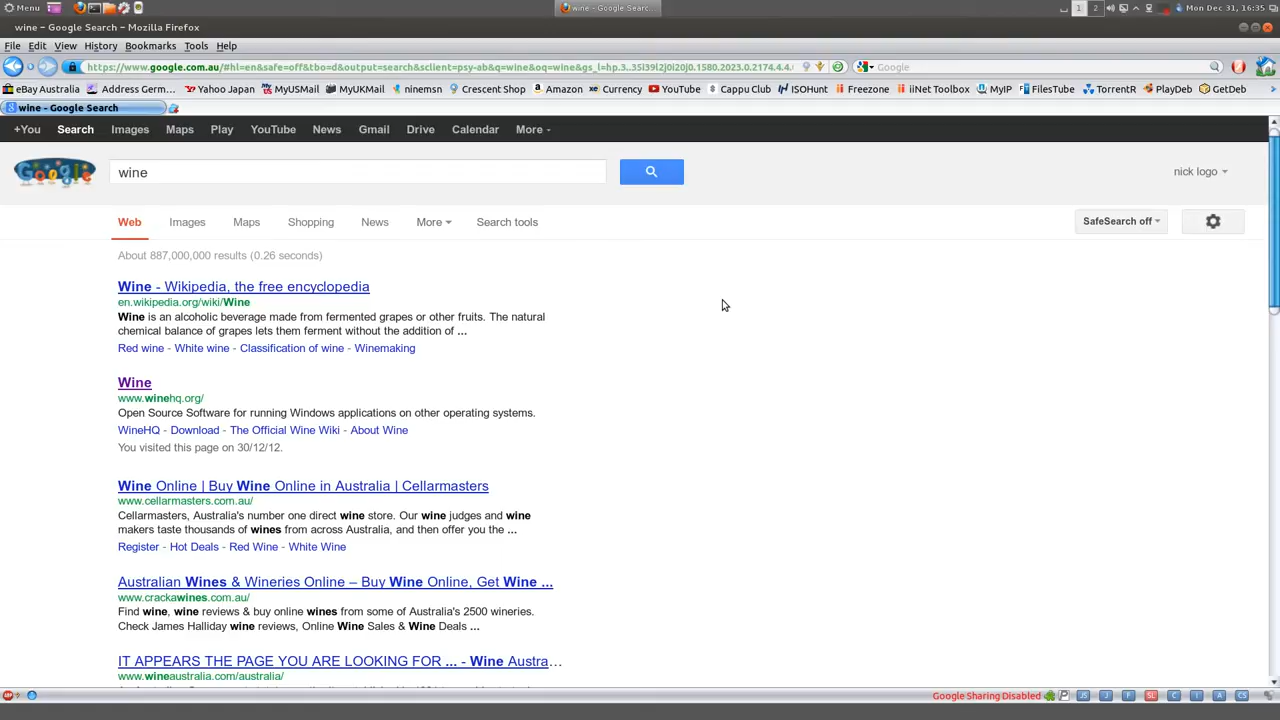 Menu
wine - Google Searc...
1 2
Mon Dec 31, 16:35
wine - Google Search - Mozilla Firefox
File Edit View History Bookmarks Tools Help
https://www.google.com.au/#hl=en&safe=off&tbo=d&output=search&sclient=psy-ab&q=wine&oq=wine&gs_l=hp.3..35i39l2j0i20j0.1580.2023.0.2174.4.4.
Google
eBay Australia Address Germ... Yahoo Japan MyUSMail MyUKMail ninemsn Crescent Shop Amazon Currency YouTube Cappu Club ISOHunt Freezone iiNet Toolbox MyIP FilesTube TorrentR PlayDeb GetDeb
wine - Google Search
+You Search Images Maps Play YouTube News Gmail Drive Calendar More
Google
wine
nick logo
Web Images Maps Shopping News More Search tools
SafeSearch off
About 887,000,000 results (0.26 seconds)
Wine - Wikipedia, the free encyclopedia
en.wikipedia.org/wiki/Wine
Wine is an alcoholic beverage made from fermented grapes or other fruits. The natural
chemical balance of grapes lets them ferment without the addition of ...
Red wine - White wine - Classification of wine - Winemaking
Wine
www.winehq.org/
Open Source Software for running Windows applications on other operating systems.
WineHQ - Download - The Official Wine Wiki - About Wine
You visited this page on 30/12/12.
Wine Online | Buy Wine Online in Australia | Cellarmasters
www.cellarmasters.com.au/
Cellarmasters, Australia's number one direct wine store. Our wine judges and wine
makers taste thousands of wines from across Australia, and then offer you the ...
Register - Hot Deals - Red Wine - White Wine
Australian Wines & Wineries Online – Buy Wine Online, Get Wine ...
www.crackawines.com.au/
Find wine, wine reviews & buy online wines from some of Australia's 2500 wineries.
Check James Halliday wine reviews, Online Wine Sales & Wine Deals ...
IT APPEARS THE PAGE YOU ARE LOOKING FOR ... - Wine Austra…
www.wineaustralia.com/australia/
Google Sharing Disabled
JS J F SL C I A CS